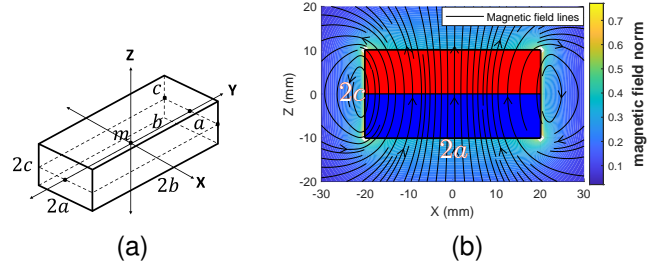 Z
Y
c
m
b
a
2c
X
2b
2a
(a)
Magnetic field lines
20
10
0
-10
-20
Z (mm)
2c
2a
-30
-20
-10
0
10
20
30
X (mm)
0.7
0.6
0.5
0.4
0.3
0.2
0.1
magnetic field norm
(b)